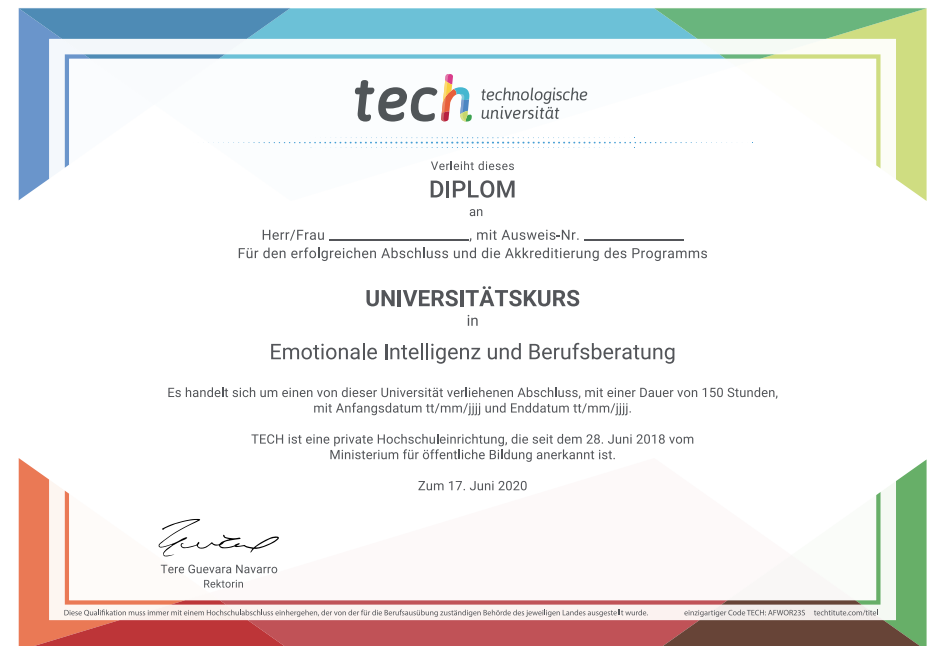 tech technologische
universität
Verleiht dieses
DIPLOM
an
Herr/Frau ____________________, mit Ausweis-Nr. ______________
Für den erfolgreichen Abschluss und die Akkreditierung des Programms
UNIVERSITÄTSKURS
in
Emotionale Intelligenz und Berufsberatung
Es handelt sich um einen von dieser Universität verliehenen Abschluss, mit einer Dauer von 150 Stunden,
mit Anfangsdatum tt/mm/jjjj und Enddatum tt/mm/jjjj.
TECH ist eine private Hochschuleinrichtung, die seit dem 28. Juni 2018 vom
Ministerium für öffentliche Bildung anerkannt ist.
Zum 17. Juni 2020
Tere Guevara Navarro
Rektorin
Diese Qualifikation muss immer mit einem Hochschulabschluss einhergehen, der von der für die Berufsausübung zuständigen Behörde des jeweiligen Landes ausgestellt wurde. einzigartiger Code TECH: AFWOR235 techtitute.com/titel